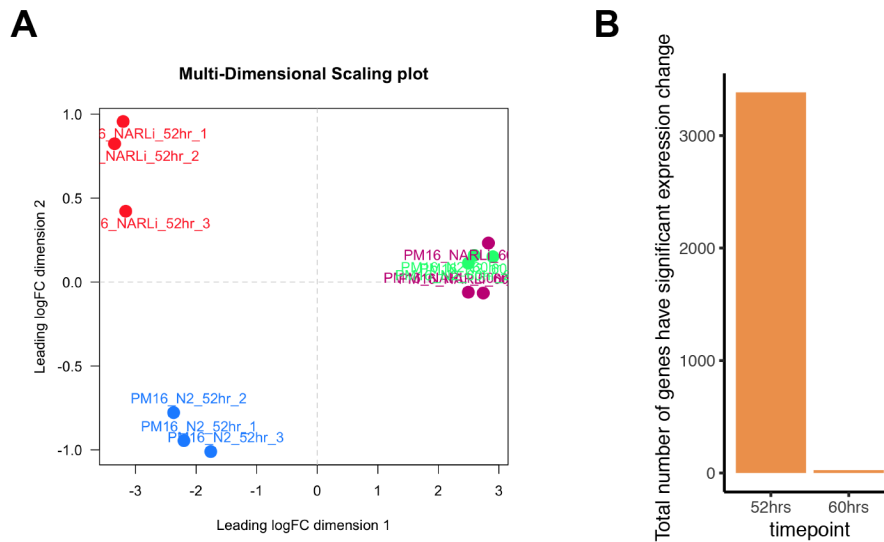 A
B
Multi-Dimensional Scaling plot
Leading logFC dimension 2
1.0
0.5
0.0
-0.5
-1.0
6_NARLi_52hr_1
_NARLi_52hr_2
6_NARLi_52hr_3
PM16_NARLi_60
PM16_N2_52hr_2
PM16_N2_52hr_1
PM16_N2_52hr_3
-3
-2
-1
0
1
2
3
Leading logFC dimension 1
Total number of genes have significant expression change
3000
2000
1000
0
52hrs
60hrs
timepoint